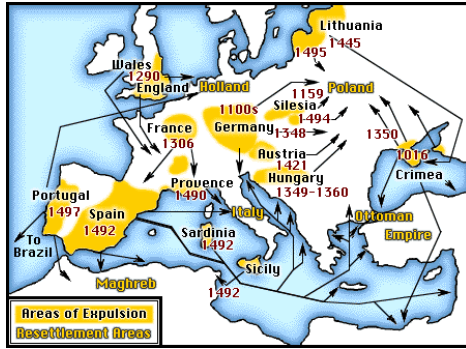 Lithuania
1495
1445
Wales
1290
England
Holland
1159
Poland
1100s
Silesia
1494
France
1306
Germany
1348
1350
Austria
1421
1016
Crimea
Hungary
1349-1360
Provence
1490
Portugal
1497
Spain
1492
Italy
Ottoman
Empire
Sardinia
1492
To
Brazil
Sicily
Maghreb
1492
Areas of Expulsion
Resettlement Areas